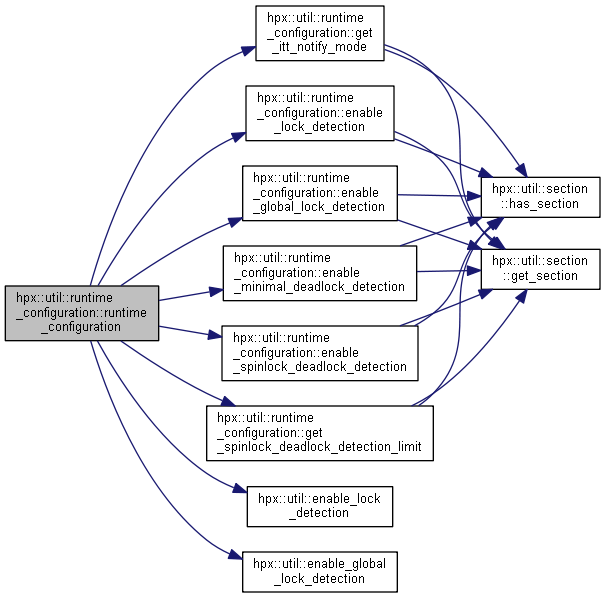 hpx::util::runtime
_configuration::get
_itt_notify_mode
hpx::util::runtime
_configuration::enable
_lock_detection
hpx::util::runtime
_configuration::enable
_global_lock_detection
hpx::util::runtime
_configuration::enable
_minimal_deadlock_detection
hpx::util::runtime
_configuration::runtime
_configuration
hpx::util::runtime
_configuration::enable
_spinlock_deadlock_detection
hpx::util::runtime
_configuration::get
_spinlock_deadlock_detection_limit
hpx::util::enable_lock
_detection
hpx::util::enable_global
_lock_detection
hpx::util::section
::has_section
hpx::util::section
::get_section